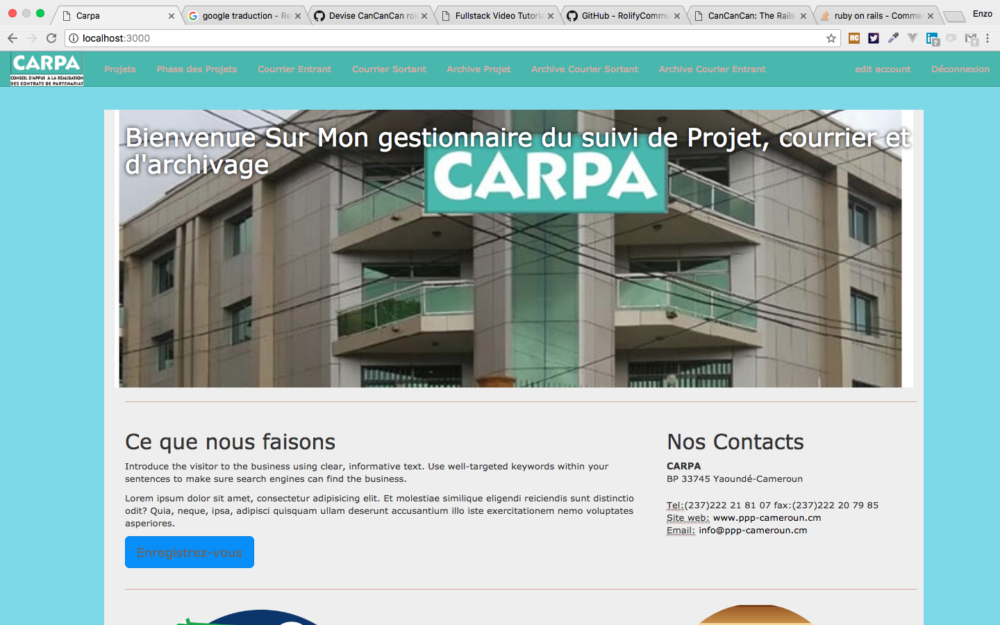 Carpa
google traduction - Re
Devise CanCanCan rol
Fullstack Video Tutoria
GitHub - RolifyCommu
CanCanCan: The Rails
ruby on rails - Comme
Enzo
localhost:3000
CARPA
CONSEIL D'APPUI À LA RÉALISATION
DES CONTRATS DE PARTENARIAT
Projets
Phase des Projets
Courrier Entrant
Courrier Sortant
Archive Projet
Archive Courier Sortant
Archive Courier Entrant
edit account
Déconnexion
Bienvenue Sur Mon gestionnaire du suivi de Projet, courrier et
d'archivage
CARPA
Ce que nous faisons
Introduce the visitor to the business using clear, informative text. Use well-targeted keywords within your
sentences to make sure search engines can find the business.
Lorem ipsum dolor sit amet, consectetur adipisicing elit. Et molestiae similique eligendi reiciendis sunt distinctio
odit? Quia, neque, ipsa, adipisci quisquam ullam deserunt accusantium illo iste exercitationem nemo voluptates
asperiores.
Enregistrez-vous
Nos Contacts
CARPA
BP 33745 Yaoundé-Cameroun
Tel:(237)222 21 81 07 fax:(237)222 20 79 85
Site web: www.ppp-cameroun.cm
Email: info@ppp-cameroun.cm